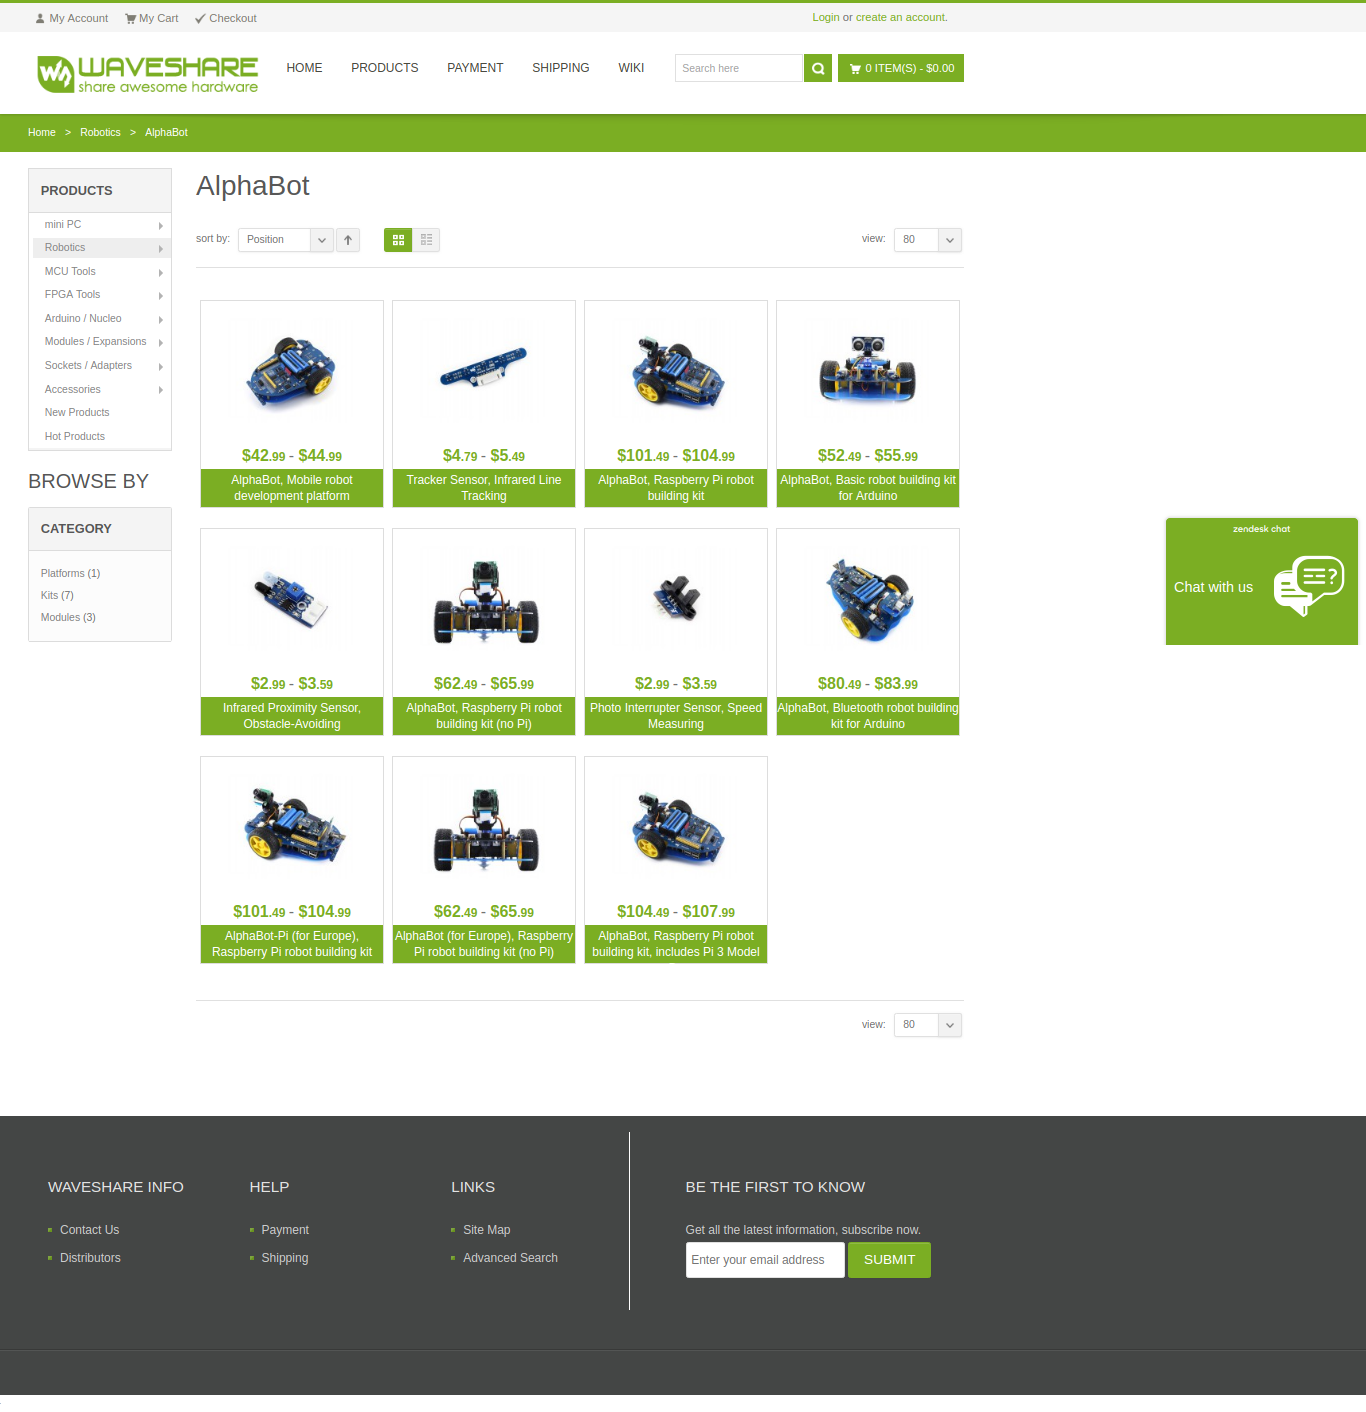 My Account My Cart Checkout Login or create an account.
WAVESHARE
share awesome hardware
HOME PRODUCTS PAYMENT SHIPPING WIKI Search here 0 ITEM(S) - $0.00
Home > Robotics > AlphaBot
PRODUCTS
mini PC
Robotics
MCU Tools
FPGA Tools
Arduino / Nucleo
Modules / Expansions
Sockets / Adapters
Accessories
New Products
Hot Products
BROWSE BY
CATEGORY
Platforms (1)
Kits (7)
Modules (3)
AlphaBot
sort by: Position view: 80
$42.99 - $44.99
AlphaBot, Mobile robot
development platform
$4.79 - $5.49
Tracker Sensor, Infrared Line
Tracking
$101.49 - $104.99
AlphaBot, Raspberry Pi robot
building kit
$52.49 - $55.99
AlphaBot, Basic robot building kit
for Arduino
$2.99 - $3.59
Infrared Proximity Sensor,
Obstacle-Avoiding
$62.49 - $65.99
AlphaBot, Raspberry Pi robot
building kit (no Pi)
$2.99 - $3.59
Photo Interrupter Sensor, Speed
Measuring
$80.49 - $83.99
AlphaBot, Bluetooth robot building
kit for Arduino
$101.49 - $104.99
AlphaBot-Pi (for Europe),
Raspberry Pi robot building kit
$62.49 - $65.99
AlphaBot (for Europe), Raspberry
Pi robot building kit (no Pi)
$104.49 - $107.99
AlphaBot, Raspberry Pi robot
building kit, includes Pi 3 Model
view: 80
zendesk chat
Chat with us
WAVESHARE INFO
Contact Us
Distributors
HELP
Payment
Shipping
LINKS
Site Map
Advanced Search
BE THE FIRST TO KNOW
Get all the latest information, subscribe now.
Enter your email address SUBMIT